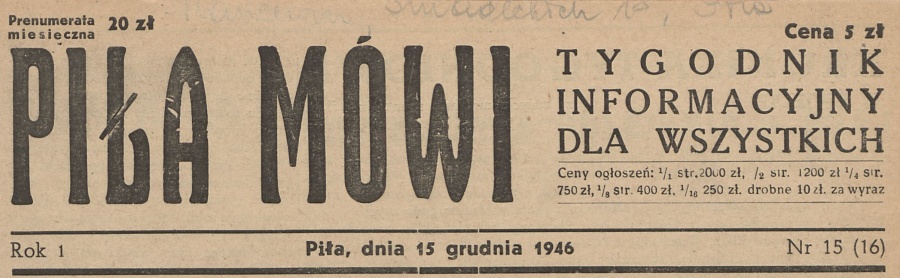 Prenumerata
miesięczna 20 zł
Cena 5 zł
PIŁA MÓWI
TYGODNIK
INFORMACYJNY
DLA WSZYSTKICH
Ceny ogłoszeń: 1/1 str. 2000 zł, /2 str. 1200 zł 1/4 str.
750 zł, 1/8 str. 400 zł, 1/16 250 zł. drobne 10 zł. za wyraz
Rok 1
Piła, dnia 15 grudnia 1946
Nr 15 (16)